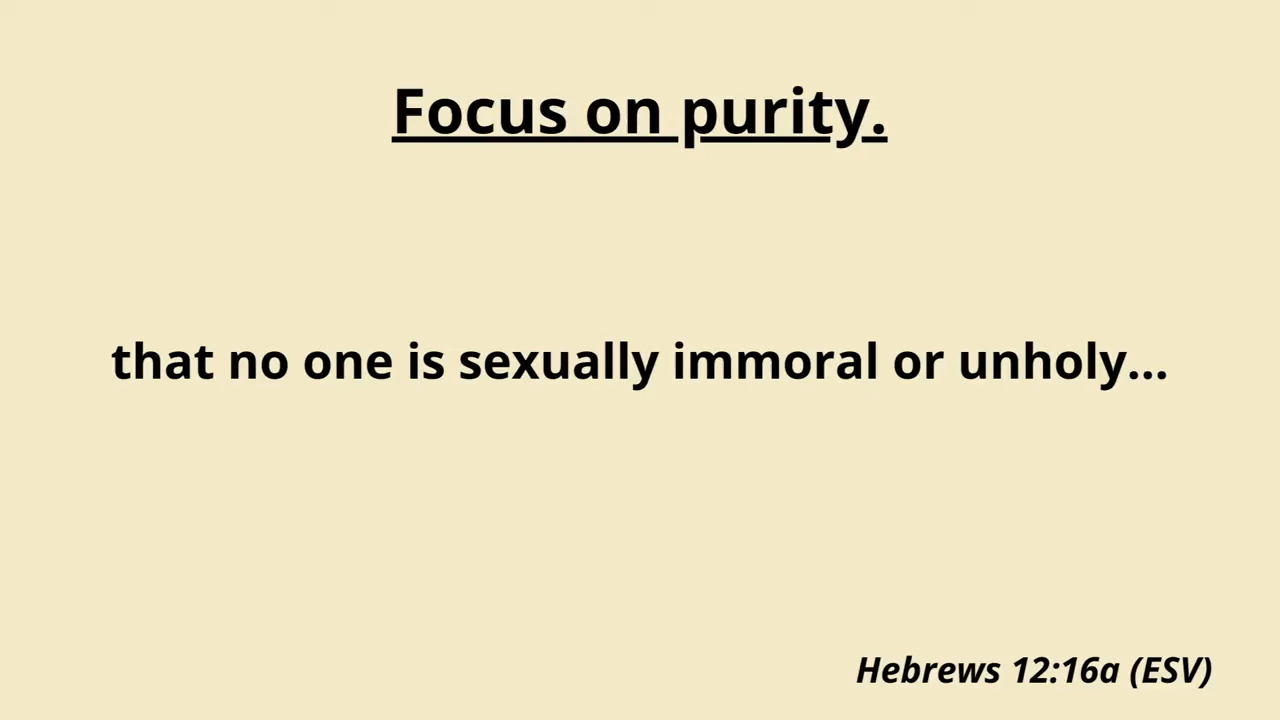 Focus on purity.
that no one is sexually immoral or unholy...
Hebrews 12:16a (ESV)